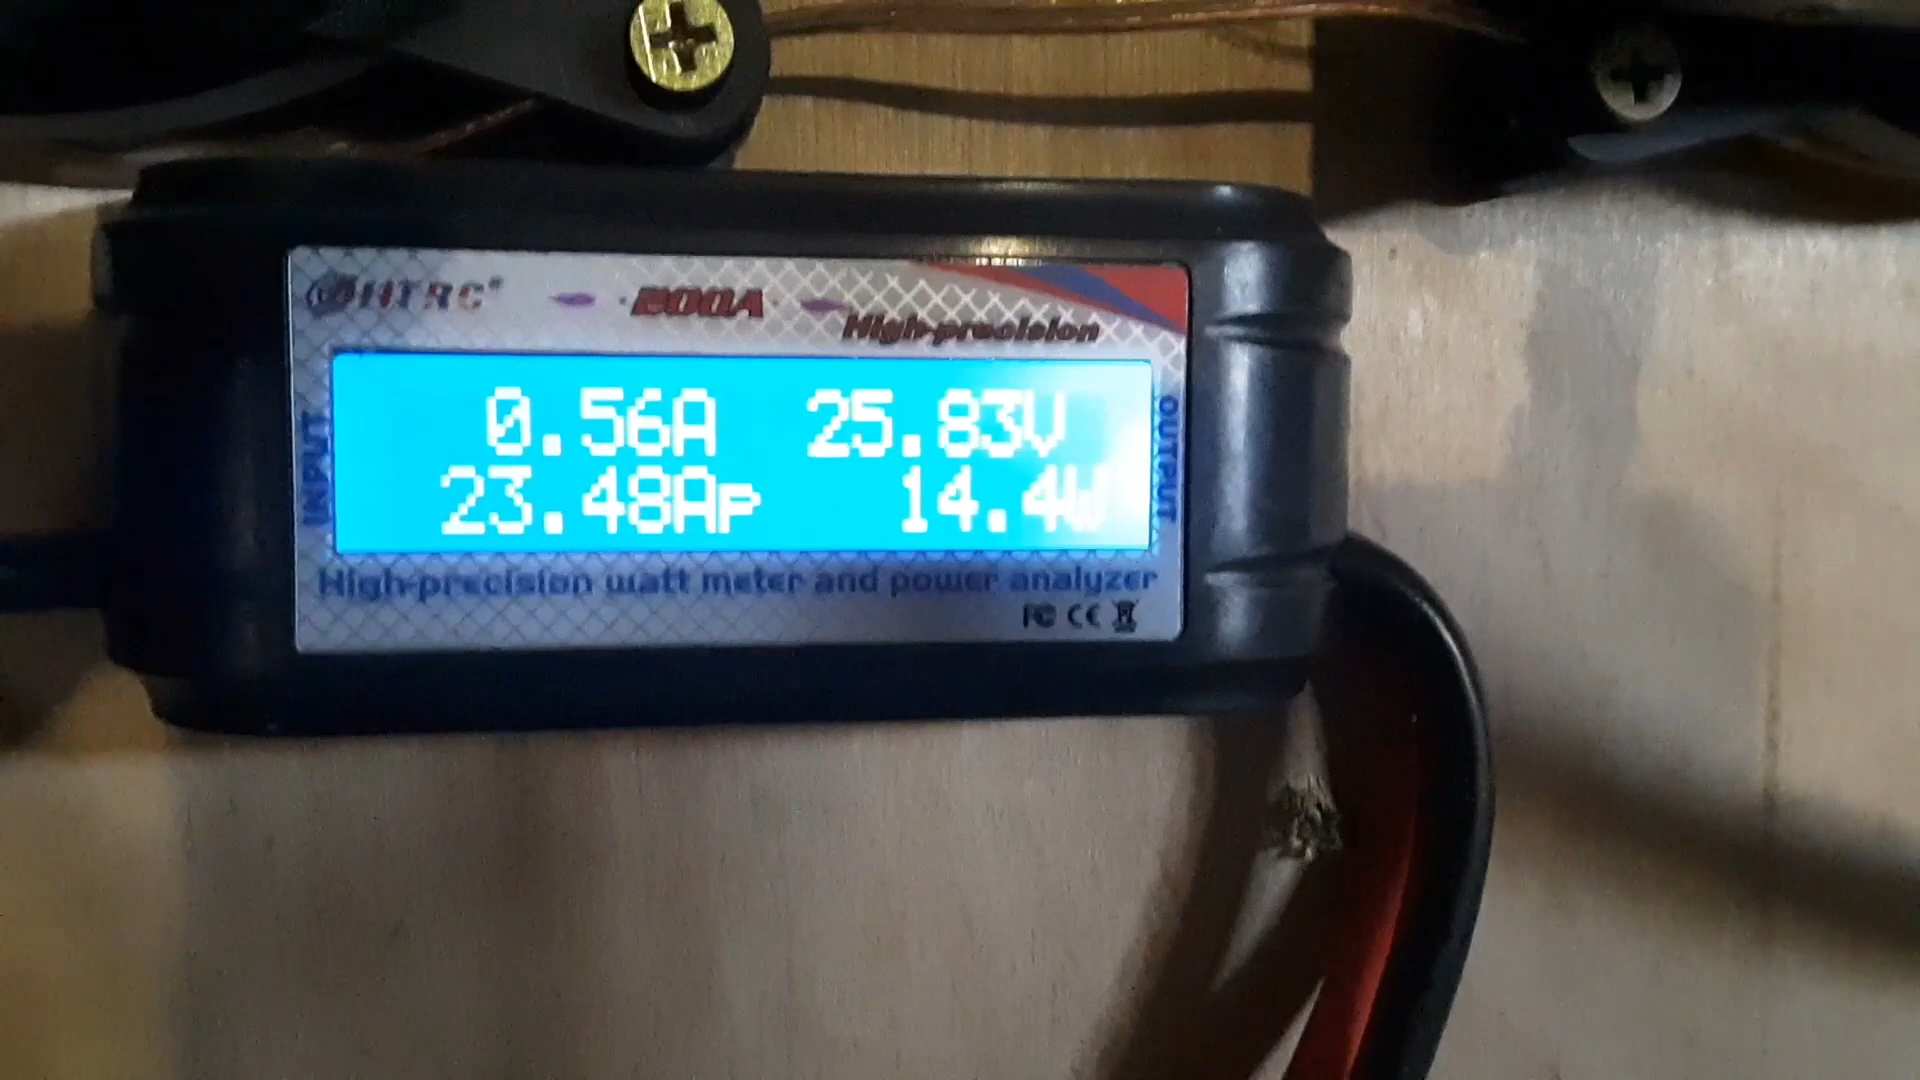 HTRC®
200A
High-precision
INPUT
0.56A 25.83V
23.48Ap 14.4W
OUTPUT
High-precision watt meter and power analyzer
FC CE